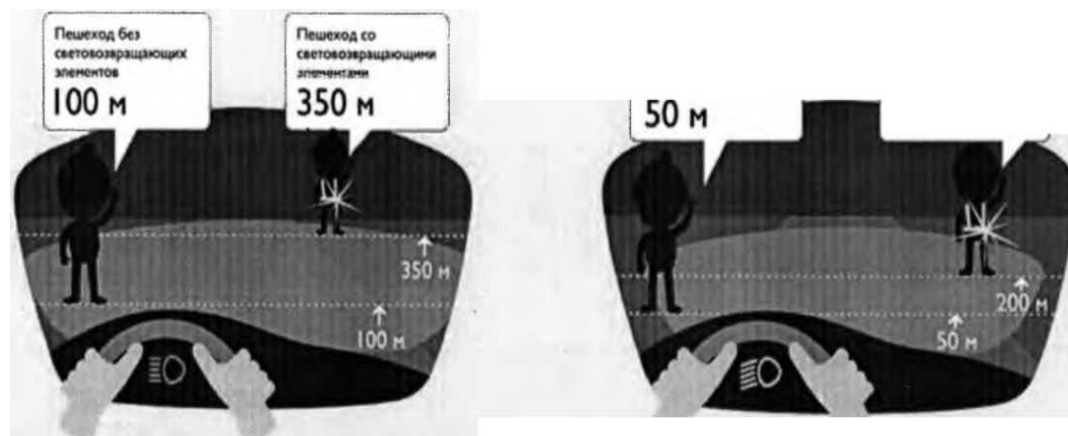 Пешеход без
световозвращающих
элементов
100 м
Пешеход со
световозвращающими
элементами
350 м
350 м
100 м
50 м
200 м
50 м